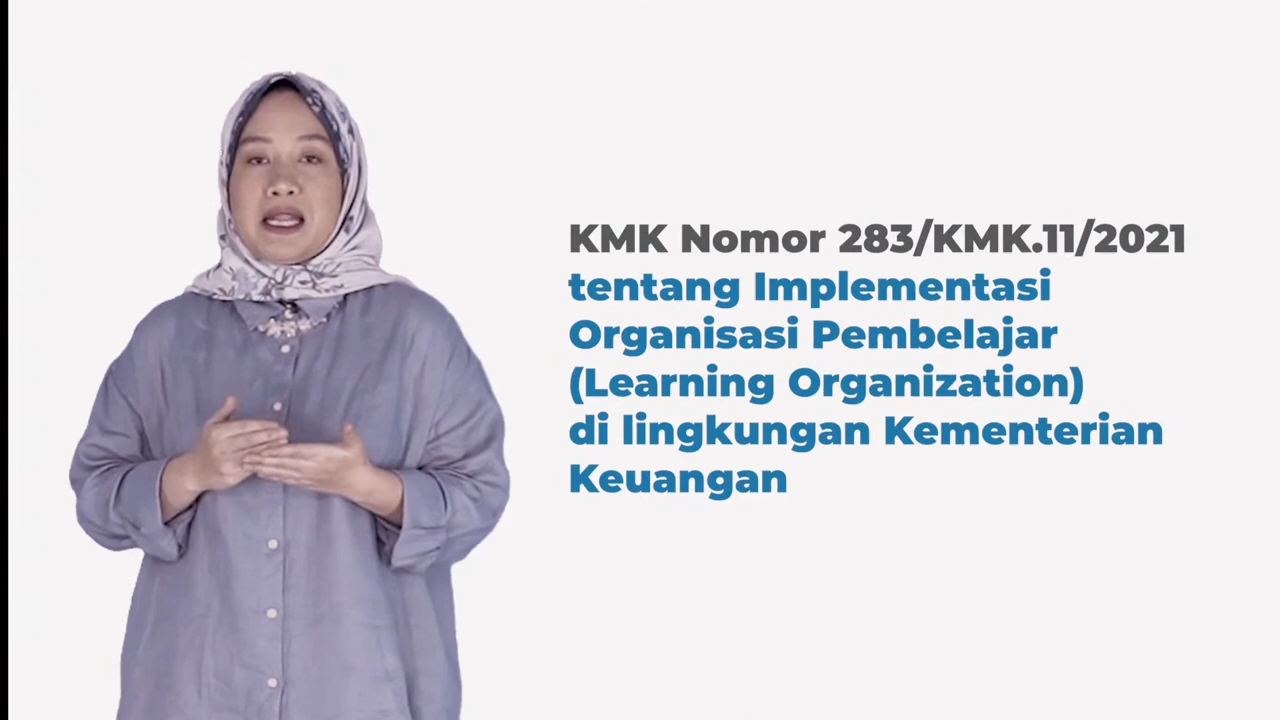 KMK Nomor 283/KMK.11/2021
tentang Implementasi
Organisasi Pembelajar
(Learning Organization)
di lingkungan Kementerian
Keuangan